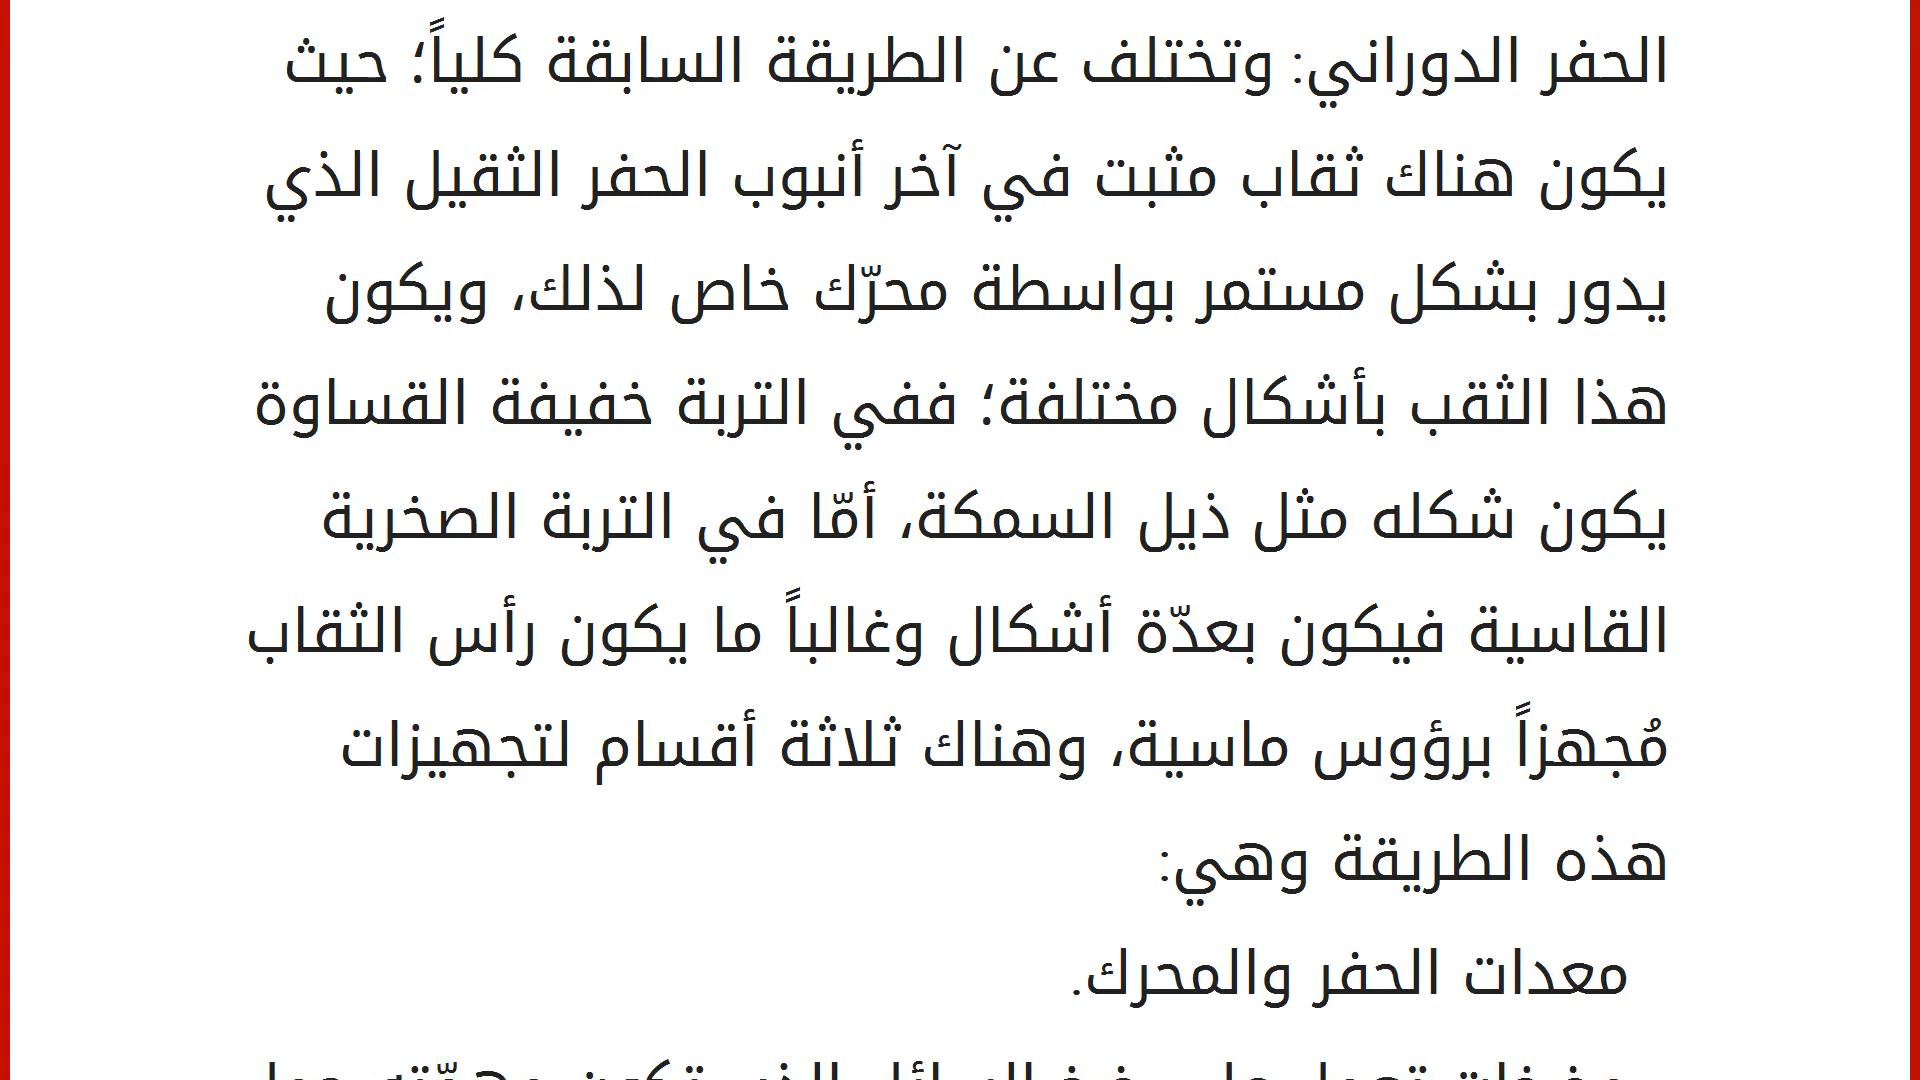 الحفر الدوراني: وتختلف عن الطريقة السابقة كلياً؛ حيث
يكون هناك ثقاب مثبت في آخر أنبوب الحفر الثقيل الذي
يدور بشكل مستمر بواسطة محرّك خاص لذلك، ويكون
هذا الثقب بأشكال مختلفة؛ ففي التربة خفيفة القساوة
يكون شكله مثل ذيل السمكة، أمّا في التربة الصخرية
القاسية فيكون بعدّة أشكال وغالباً ما يكون رأس الثقاب
مُجهزاً برؤوس ماسية، وهناك ثلاثة أقسام لتجهيزات
هذه الطريقة وهي:
معدات الحفر والمحرك.